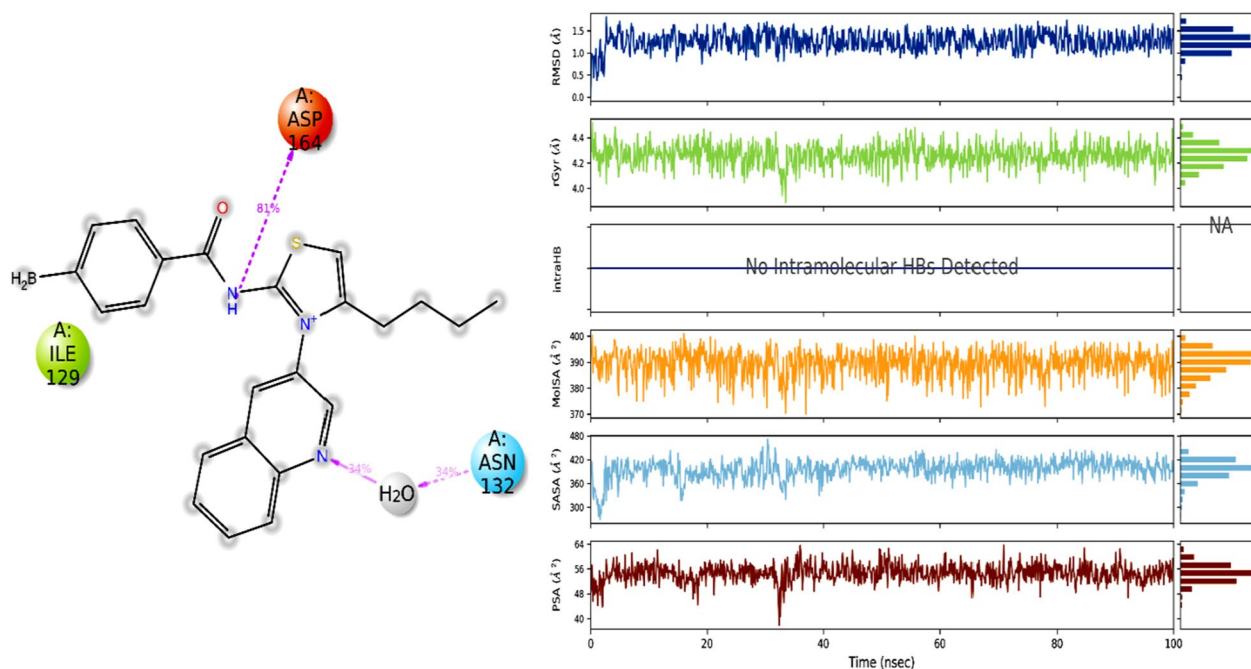 A:
ASP
164
81%
O
S
H₂B
N
H
N⁺
A:
ILE
129
N
34%
H₂O
34%
A:
ASN
132
RMSD (Å)
1.5
1.0
0.5
0.0
rGyr (Å)
4.4
4.2
4.0
intraHB
No Intramolecular HBs Detected
NA
MolSA (Å²)
400
390
380
370
SASA (Å²)
480
420
360
300
PSA (Å²)
64
56
48
40
0
20
40
60
80
100
Time (nsec)